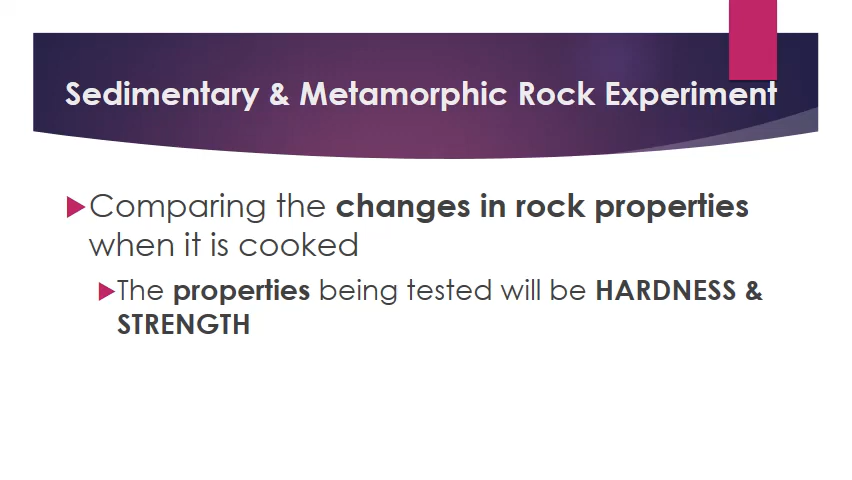 Sedimentary & Metamorphic Rock Experiment
Comparing the changes in rock properties
when it is cooked
The properties being tested will be HARDNESS &
STRENGTH